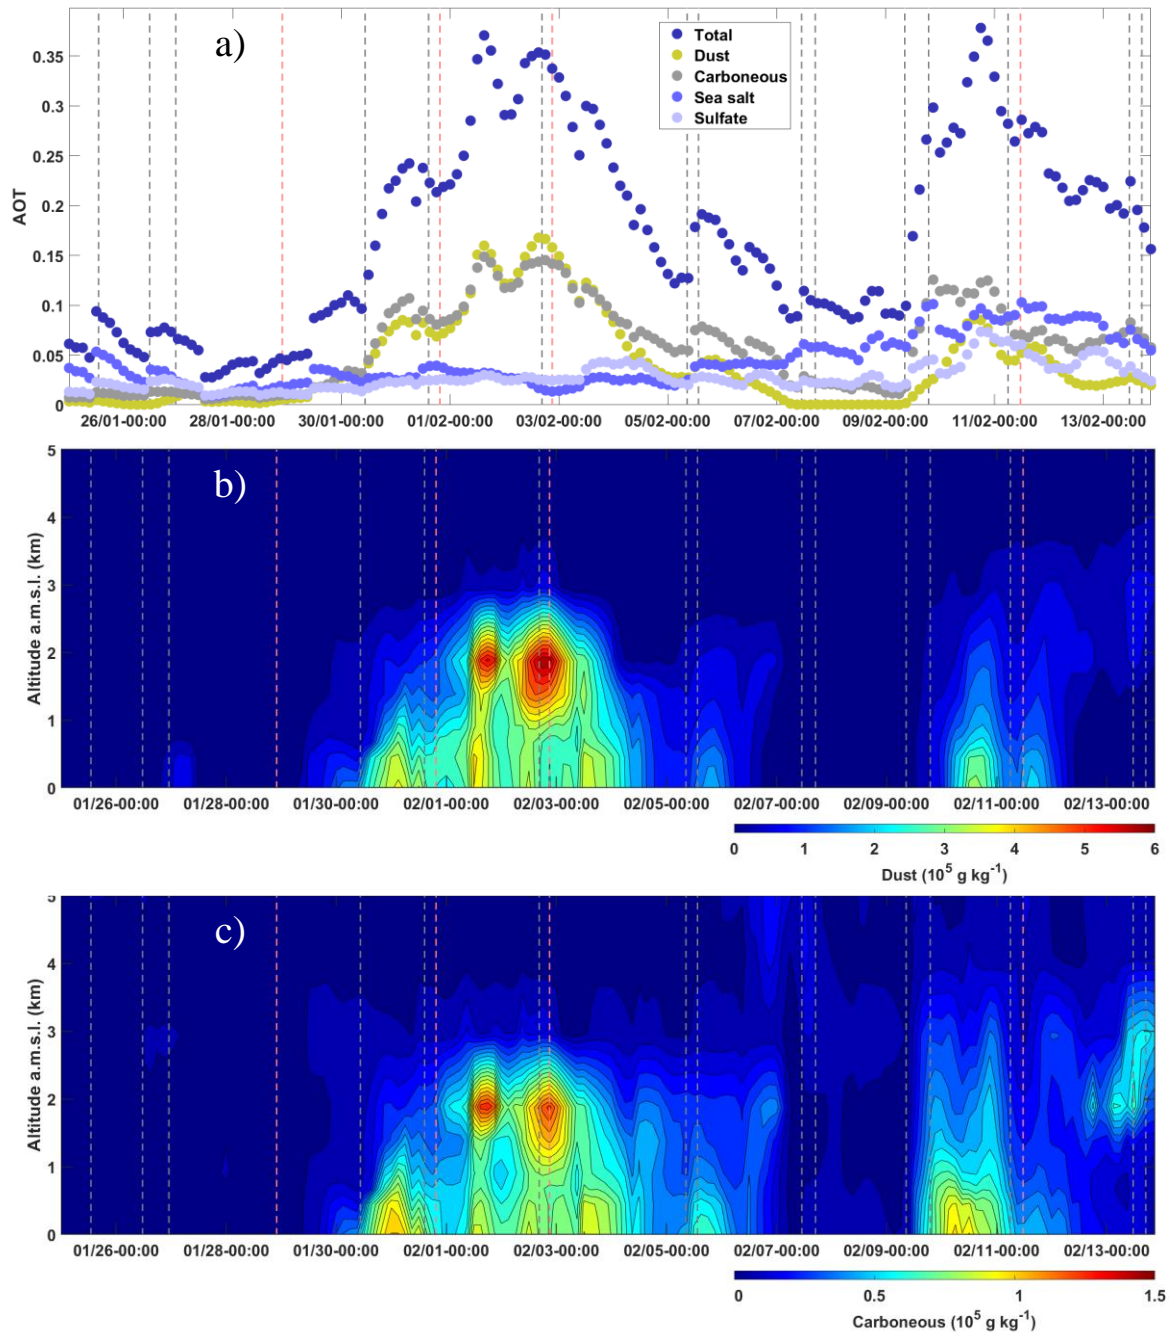 a)
Total
Dust
Carboneous
Sea salt
Sulfate
AOT
0.35
0.3
0.25
0.2
0.15
0.1
0.05
0
26/01-00:00 28/01-00:00 30/01-00:00 01/02-00:00 03/02-00:00 05/02-00:00 07/02-00:00 09/02-00:00 11/02-00:00 13/02-00:00
b)
Altitude a.m.s.l. (km)
5
4
3
2
1
0
01/26-00:00 01/28-00:00 01/30-00:00 02/01-00:00 02/03-00:00 02/05-00:00 02/07-00:00 02/09-00:00 02/11-00:00 02/13-00:00
0 1 2 3 4 5 6
Dust (10⁵ g kg⁻¹)
c)
Altitude a.m.s.l. (km)
5
4
3
2
1
0
01/26-00:00 01/28-00:00 01/30-00:00 02/01-00:00 02/03-00:00 02/05-00:00 02/07-00:00 02/09-00:00 02/11-00:00 02/13-00:00
0 0.5 1 1.5
Carboneous (10⁵ g kg⁻¹)